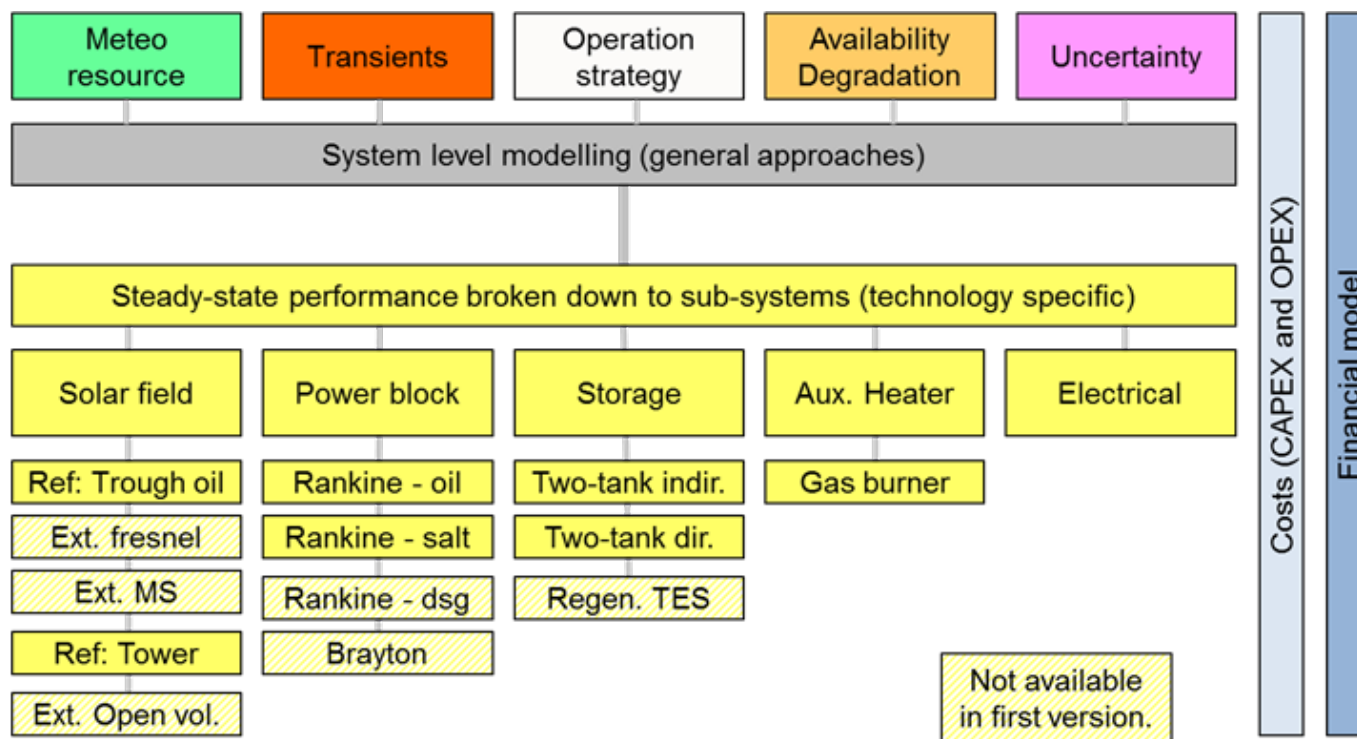 Meteo
resource
Transients
Operation
strategy
Availability
Degradation
Uncertainty
System level modelling (general approaches)
Steady-state performance broken down to sub-systems (technology specific)
Solar field
Power block
Storage
Aux. Heater
Electrical
Ref: Trough oil
Rankine - oil
Two-tank indir.
Gas burner
Ext. fresnel
Rankine - salt
Two-tank dir.
Ext. MS
Rankine - dsg
Regen. TES
Ref: Tower
Brayton
Ext. Open vol.
Not available
in first version.
Costs (CAPEX and OPEX)
Financial model